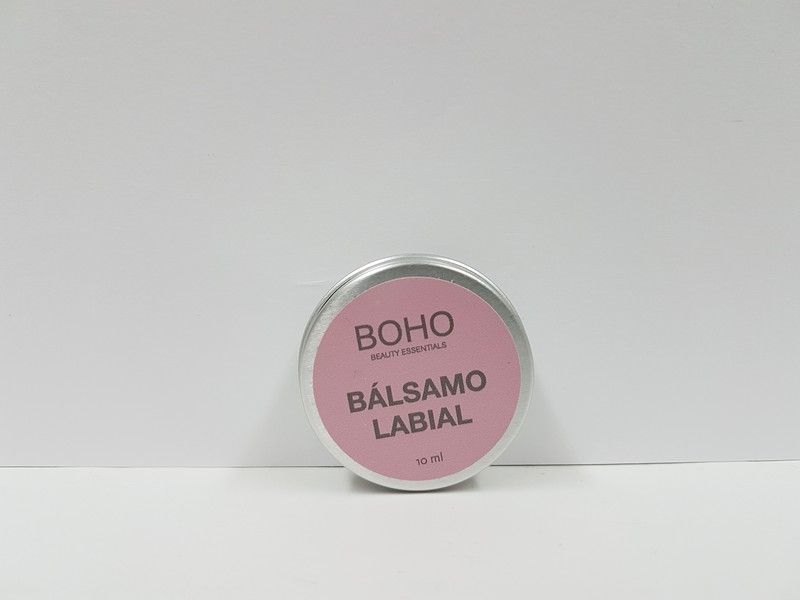 BOHO
BEAUTY ESSENTIALS
BÁLSAMO
LABIAL
10 ml